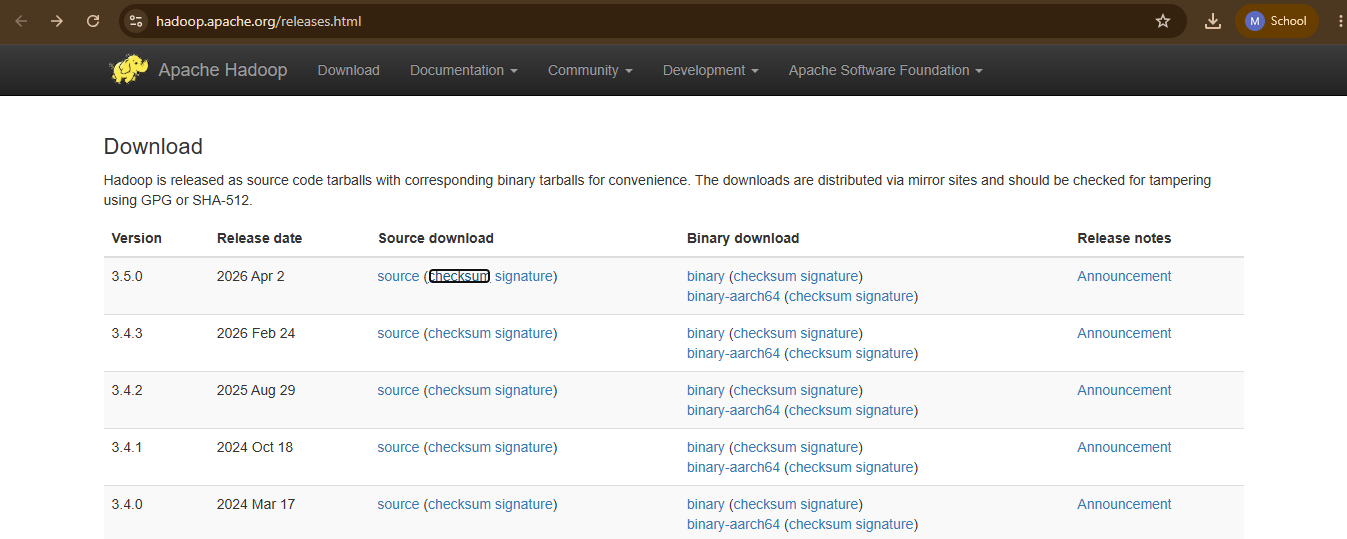 hadoop.apache.org/releases.html
M School
Apache Hadoop Download Documentation Community Development Apache Software Foundation
Download
Hadoop is released as source code tarballs with corresponding binary tarballs for convenience. The downloads are distributed via mirror sites and should be checked for tampering
using GPG or SHA-512.
Version Release date Source download Binary download Release notes
3.5.0 2026 Apr 2 source (checksum signature) binary (checksum signature) Announcement
binary-aarch64 (checksum signature)
3.4.3 2026 Feb 24 source (checksum signature) binary (checksum signature) Announcement
binary-aarch64 (checksum signature)
3.4.2 2025 Aug 29 source (checksum signature) binary (checksum signature) Announcement
binary-aarch64 (checksum signature)
3.4.1 2024 Oct 18 source (checksum signature) binary (checksum signature) Announcement
binary-aarch64 (checksum signature)
3.4.0 2024 Mar 17 source (checksum signature) binary (checksum signature) Announcement
binary-aarch64 (checksum signature)